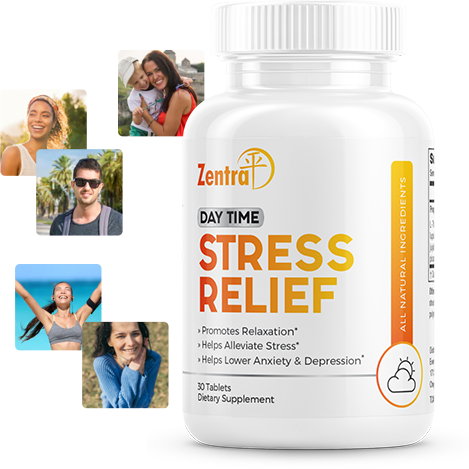 Zentra 平
DAY TIME
STRESS
RELIEF
› Promotes Relaxation*
› Helps Alleviate Stress*
› Helps Lower Anxiety & Depression*
30 Tablets
Dietary Supplement
ALL NATURAL INGREDIENTS